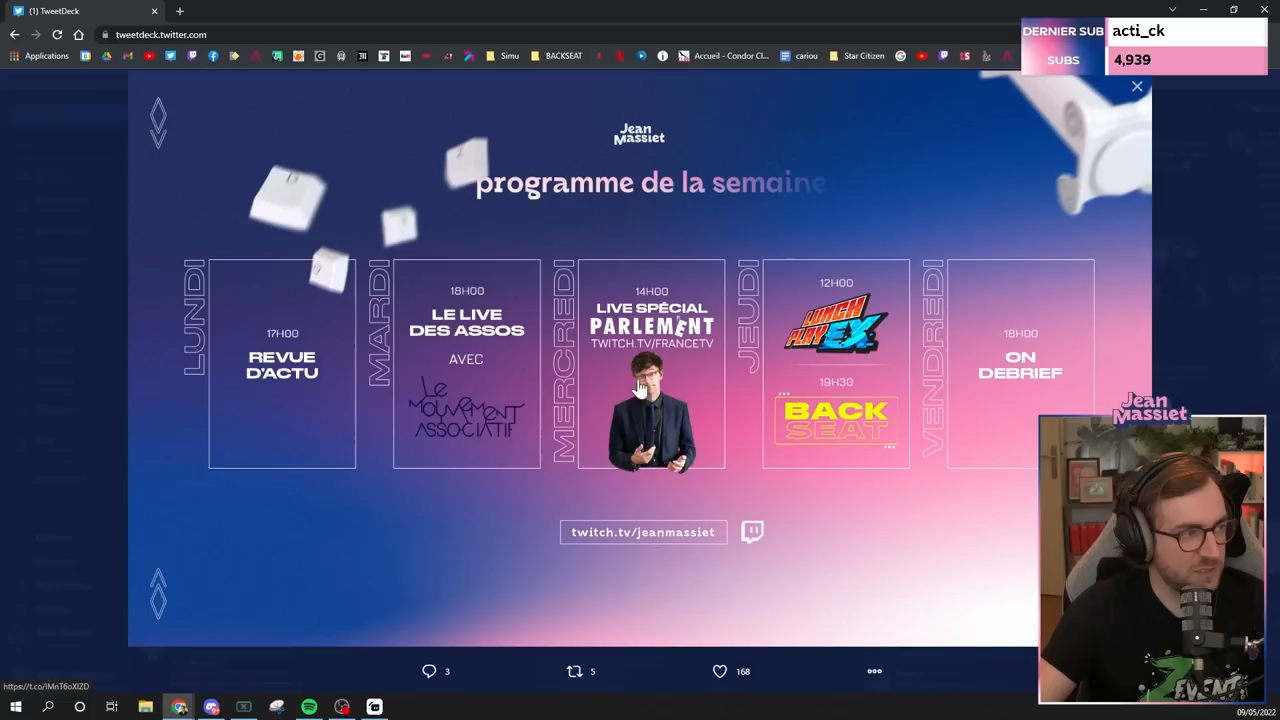 (1) TweetDeck
tweetdeck.twitter.com
Applications
Simu
BACKSEAT
Accueil - Condor Cl...
cariou
Star Citizen
DERNIER SUB
acti_ck
SUBS
4,939
Jean
Massiet
programme de la semaine
LUNDI
17H00
REVUE
D'ACTU
MARDI
18H00
LE LIVE
DES ASSOS
AVEC
Le
MOUVEMENT
ASSOCIATIF
MERCREDI
14H00
LIVE SPÉCIAL
PARLEMENT
TWITCH.TV/FRANCETV
JEUDI
12H00
LUNCH
PLAY EX
19H30
BACK
SEAT
VENDREDI
18H00
ON
DEBRIEF
twitch.tv/jeanmassiet
Jean
Massiet
Z EVENT
3
5
168
https://t.co/lMnT6oXIZD
09/05/2022